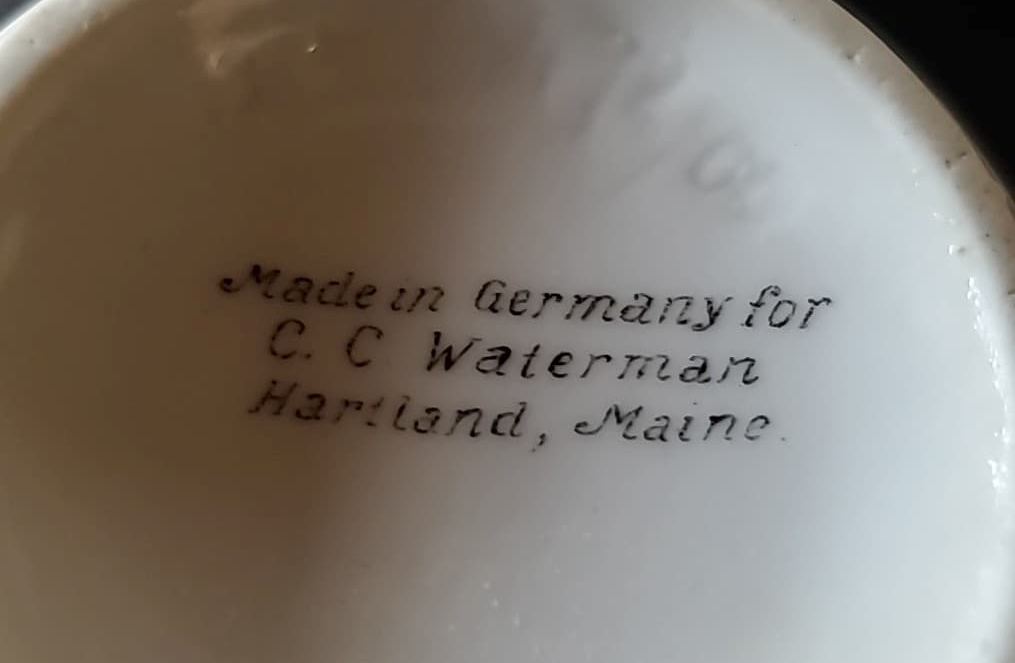 Made in Germany for
C. C Waterman
Hartland, Maine.